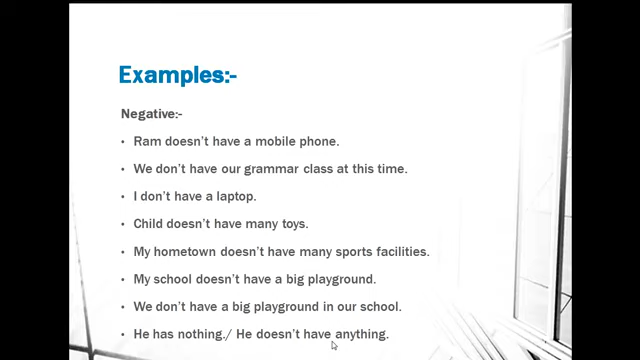 Examples:-
Negative:-
• Ram doesn't have a mobile phone.
• We don't have our grammar class at this time.
• I don't have a laptop.
• Child doesn't have many toys.
• My hometown doesn't have many sports facilities.
• My school doesn't have a big playground.
• We don't have a big playground in our school.
• He has nothing./ He doesn't have anything.